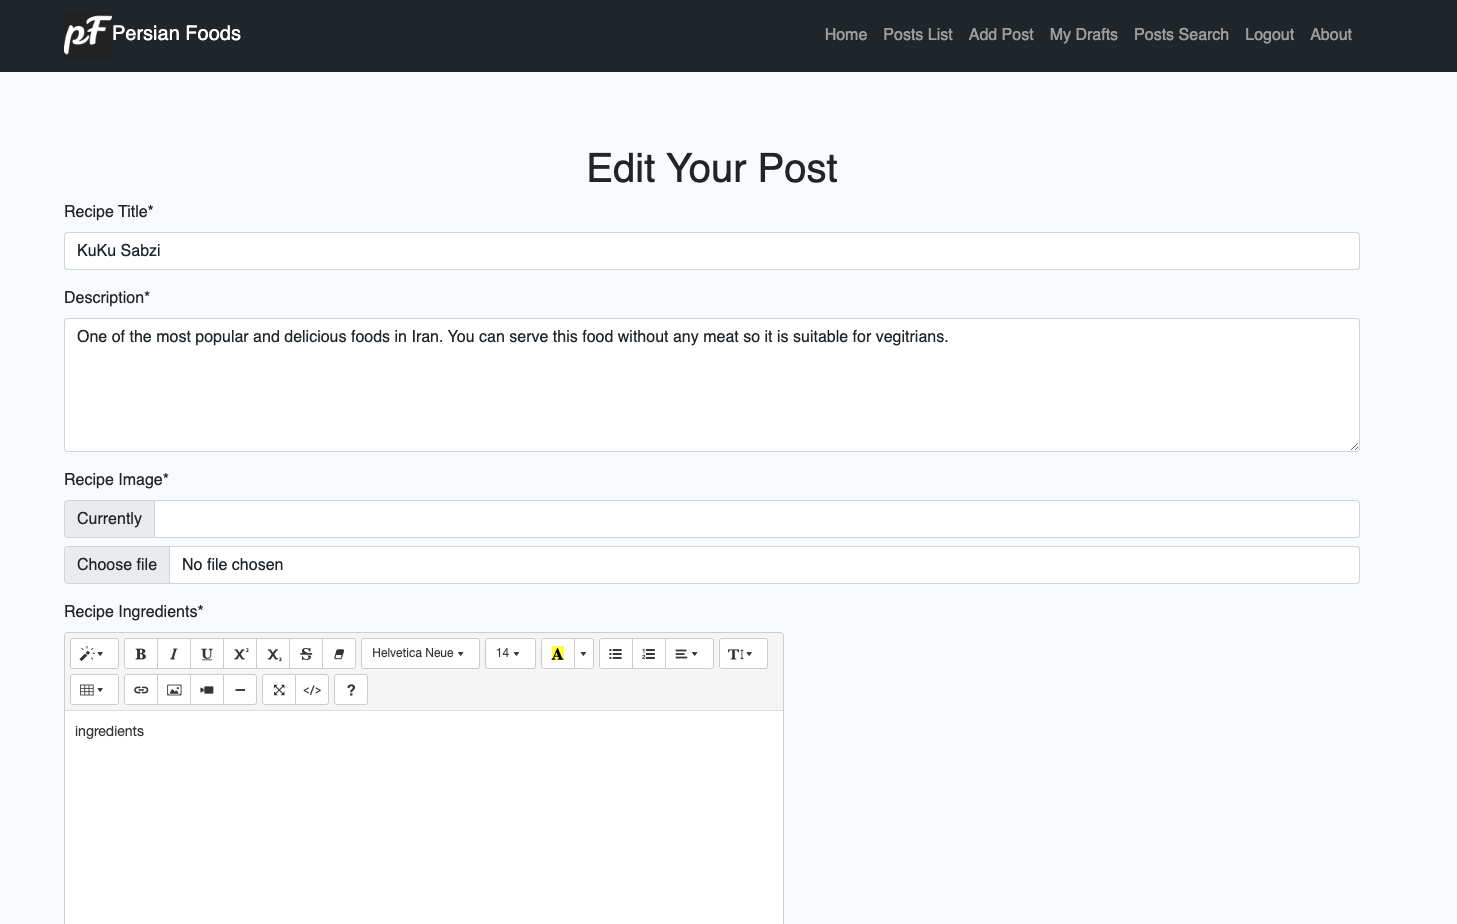 pF Persian Foods Home Posts List Add Post My Drafts Posts Search Logout About
Edit Your Post
Recipe Title*
KuKu Sabzi
Description*
One of the most popular and delicious foods in Iran. You can serve this food without any meat so it is suitable for vegitrians.
Recipe Image*
Currently
Choose file No file chosen
Recipe Ingredients*
B I U X² X₂ S Helvetica Neue 14 A T
</> ?
ingredients